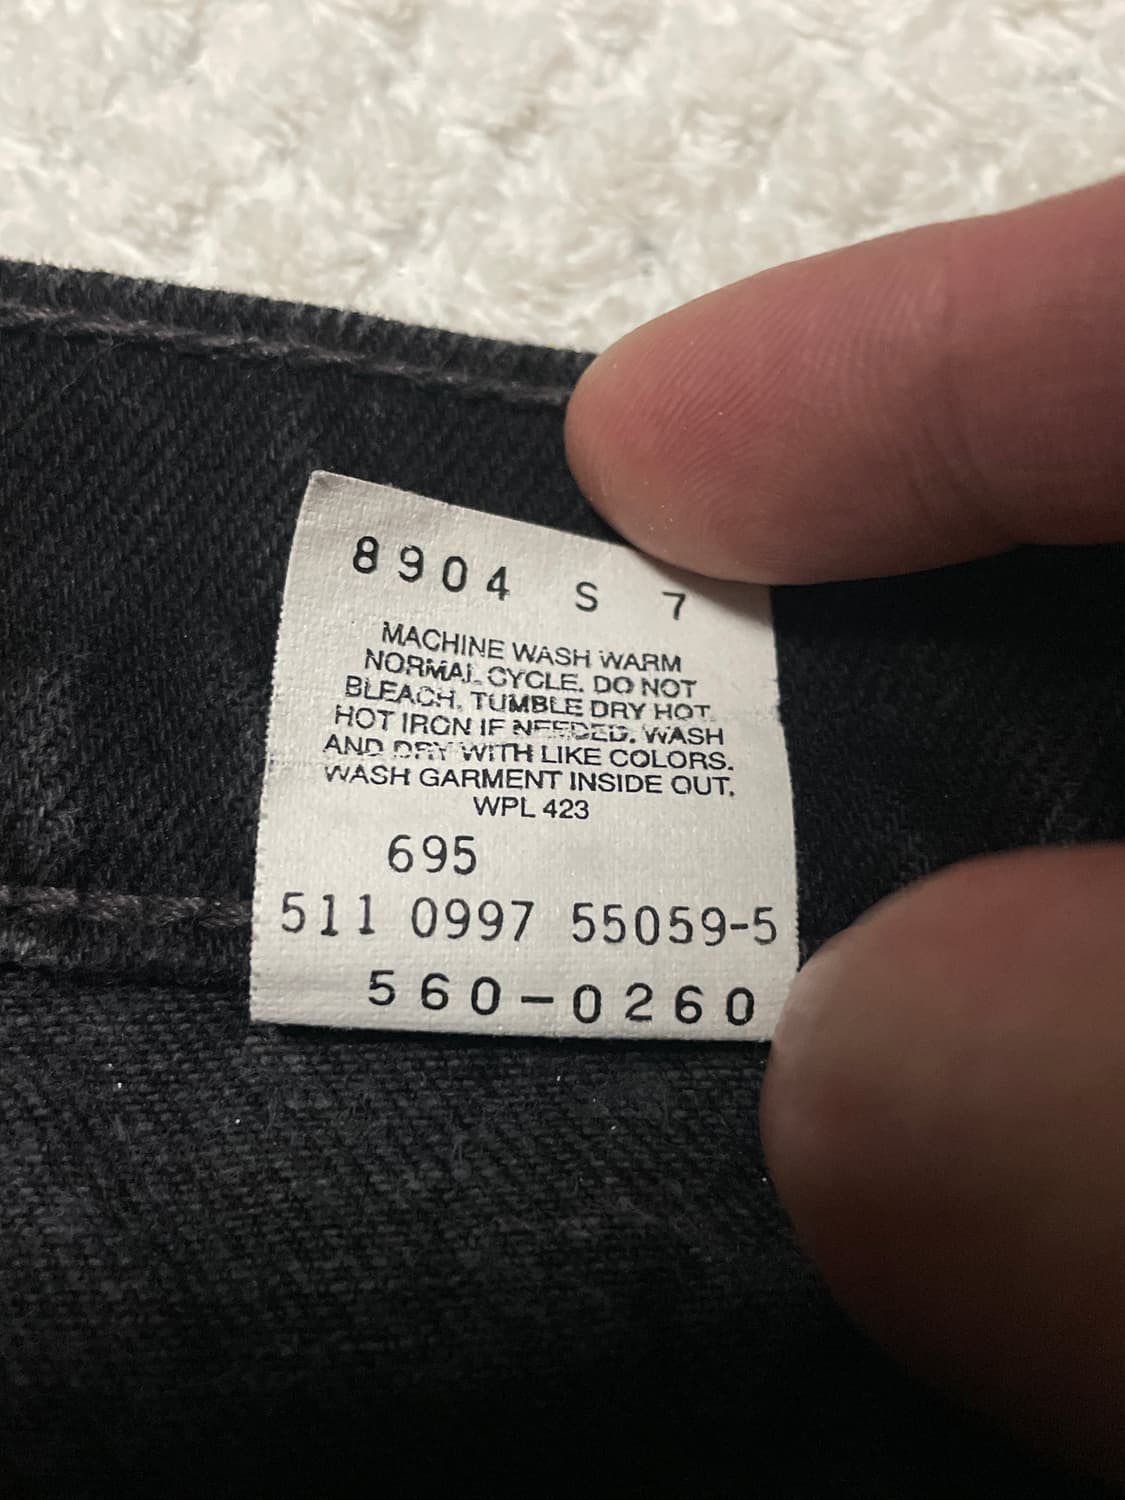 8904 S 7
MACHINE WASH WARM
NORMAL CYCLE. DO NOT
BLEACH. TUMBLE DRY HOT.
HOT IRON IF NEEDED. WASH
AND DRY WITH LIKE COLORS.
WASH GARMENT INSIDE OUT.
WPL 423
695
511 0997 55059-5
560-0260